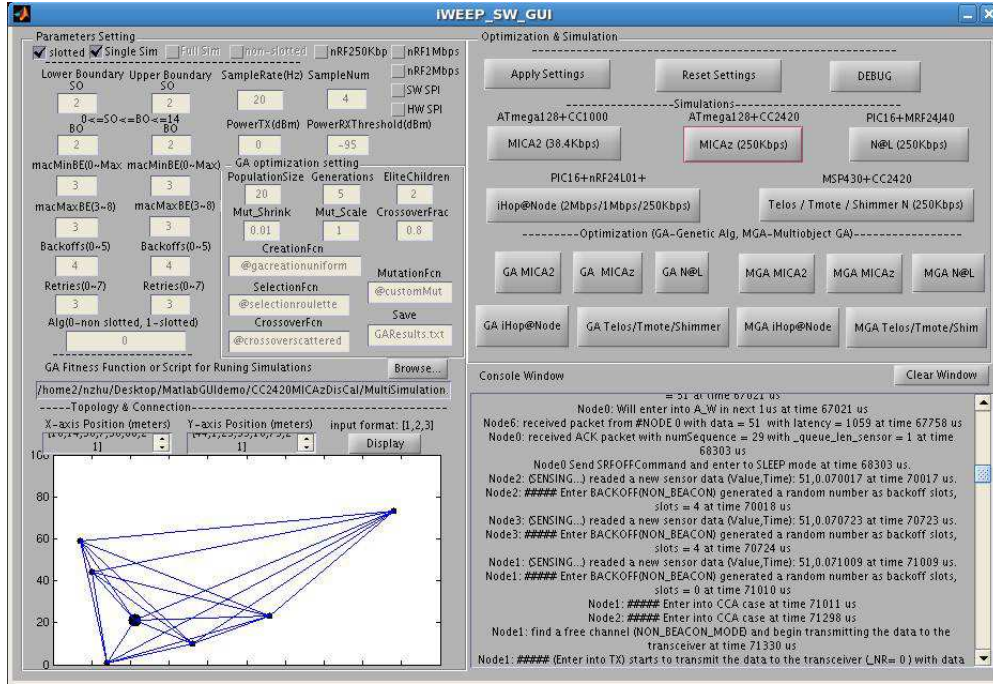 iWEEP_SW_GUI
Parameters Setting
slotted Single Sim Full Sim non-slotted nRF250Kbp nRF1Mbps
nRF2Mbps
SW SPI
HW SPI
Lower Boundary Upper Boundary SampleRate(Hz) SampleNum
SO SO
2 2 20 4
0<=SO<=BO<=14
BO BO PowerTX(dBm) PowerRXThreshold(dBm)
2 2 0 -95
macMinBE(0~Max macMinBE(0~Max)
3 3
macMaxBE(3~8) macMaxBE(3~8)
3 3
Backoffs(0~5) Backoffs(0~5)
4 4
Retries(0~7) Retries(0~7)
3 3
Alg(0-non slotted, 1-slotted)
0
GA optimization setting
PopulationSize Generations EliteChildren
20 5 2
Mut_Shrink Mut_Scale CrossoverFrac
0.01 1 0.8
CreationFcn
@gacreationuniform
MutationFcn
@customMut
SelectionFcn
@selectionroulette
Save
GAResults.txt
CrossoverFcn
@crossoverscattered
GA Fitness Function or Script for Runing Simulations
Browse...
/home2/nzhu/Desktop/MatlabGUIdemo/CC2420MICAzDisCal/MultiSimulation
-----Topology & Connection
X-axis Position (meters) Y-axis Position (meters) input format: [1,2,3]
1] 1]
Display
100
80
60
40
20
0
Optimization & Simulation
Apply Settings Reset Settings DEBUG
Simulations
ATmega128+CC1000 ATmega128+CC2420 PIC16+MRF24J40
MICA2 (38.4Kbps) MICAz (250Kbps) N@L (250Kbps)
PIC16+nRF24L01+ MSP430+CC2420
iHop@Node (2Mbps/1Mbps/250Kbps) Telos / Tmote / Shimmer N (250Kbps)
Optimization (GA-Genetic Alg, MGA-Multiobject GA)
GA MICA2 GA MICAz GA N@L MGA MICA2 MGA MICAz MGA N@L
GA iHop@Node GA Telos/Tmote/Shimmer MGA iHop@Node MGA Telos/Tmote/Shim
Console Window
Clear Window
= 51 at time 67021 us
Node0: Will enter into A_W in next 1us at time 67021 us
Node6: received packet from #NODE 0 with data = 51 with latency = 1059 at time 67758 us
Node0: received ACK packet with numSequence = 29 with _queue_len_sensor = 1 at time
68303 us
Node0 Send SRFOFFCommand and enter to SLEEP mode at time 68303 us.
Node2: (SENSING...) readed a new sensor data (Value,Time): 51,0.070017 at time 70017 us.
Node2: ##### Enter BACKOFF(NON_BEACON) generated a random number as backoff slots,
slots = 4 at time 70018 us
Node3: (SENSING...) readed a new sensor data (Value,Time): 51,0.070723 at time 70723 us.
Node3: ##### Enter BACKOFF(NON_BEACON) generated a random number as backoff slots,
slots = 4 at time 70724 us
Node1: (SENSING...) readed a new sensor data (Value,Time): 51,0.071009 at time 71009 us.
Node1: ##### Enter BACKOFF(NON_BEACON) generated a random number as backoff slots,
slots = 0 at time 71010 us
Node1: ##### Enter into CCA case at time 71011 us
Node2: ##### Enter into CCA case at time 71298 us
Node1: find a free channel (NON_BEACON_MODE) and begin transmitting the data to the
transceiver at time 71330 us
Node1: ##### (Enter into TX) starts to transmit the data to the transceiver (_NR= 0 ) with data